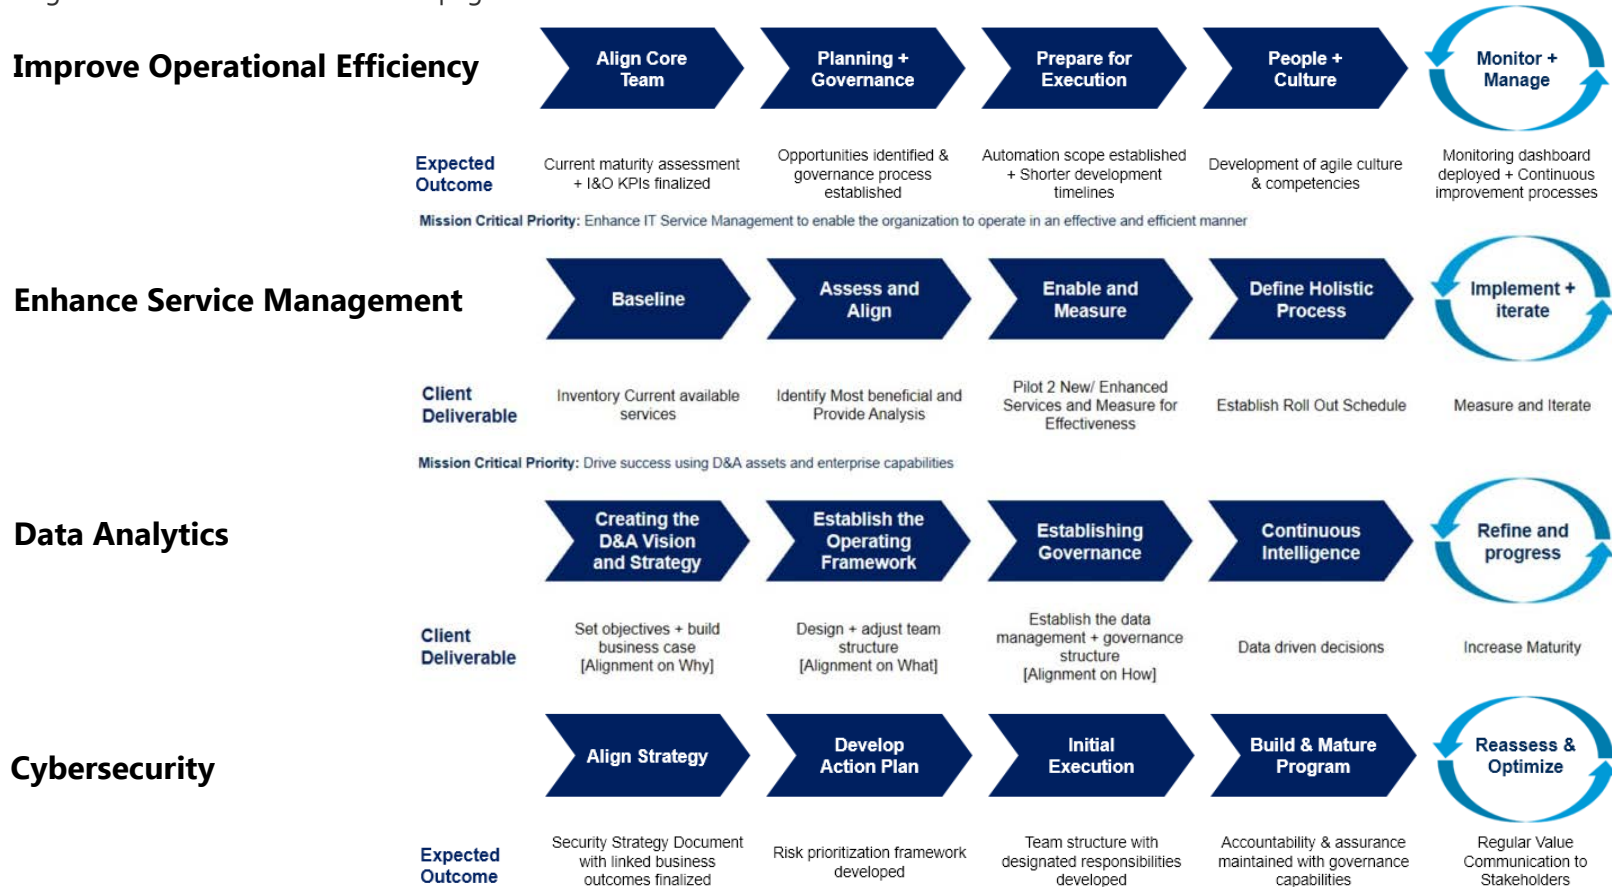 Improve Operational Efficiency
Align Core
Team
Planning +
Governance
Prepare for
Execution
People +
Culture
Monitor +
Manage
Expected
Outcome
Current maturity assessment
+ I&O KPIs finalized
Opportunities identified &
governance process
established
Automation scope established
+ Shorter development
timelines
Development of agile culture
& competencies
Monitoring dashboard
deployed + Continuous
improvement processes
Mission Critical Priority: Enhance IT Service Management to enable the organization to operate in an effective and efficient manner
Enhance Service Management
Baseline
Assess and
Align
Enable and
Measure
Define Holistic
Process
Implement +
iterate
Client
Deliverable
Inventory Current available
services
Identify Most beneficial and
Provide Analysis
Pilot 2 New/ Enhanced
Services and Measure for
Effectiveness
Establish Roll Out Schedule
Measure and Iterate
Mission Critical Priority: Drive success using D&A assets and enterprise capabilities
Data Analytics
Creating the
D&A Vision
and Strategy
Establish the
Operating
Framework
Establishing
Governance
Continuous
Intelligence
Refine and
progress
Client
Deliverable
Set objectives + build
business case
[Alignment on Why]
Design + adjust team
structure
[Alignment on What]
Establish the data
management + governance
structure
[Alignment on How]
Data driven decisions
Increase Maturity
Cybersecurity
Align Strategy
Develop
Action Plan
Initial
Execution
Build & Mature
Program
Reassess &
Optimize
Expected
Outcome
Security Strategy Document
with linked business
outcomes finalized
Risk prioritization framework
developed
Team structure with
designated responsibilities
developed
Accountability & assurance
maintained with governance
capabilities
Regular Value
Communication to
Stakeholders